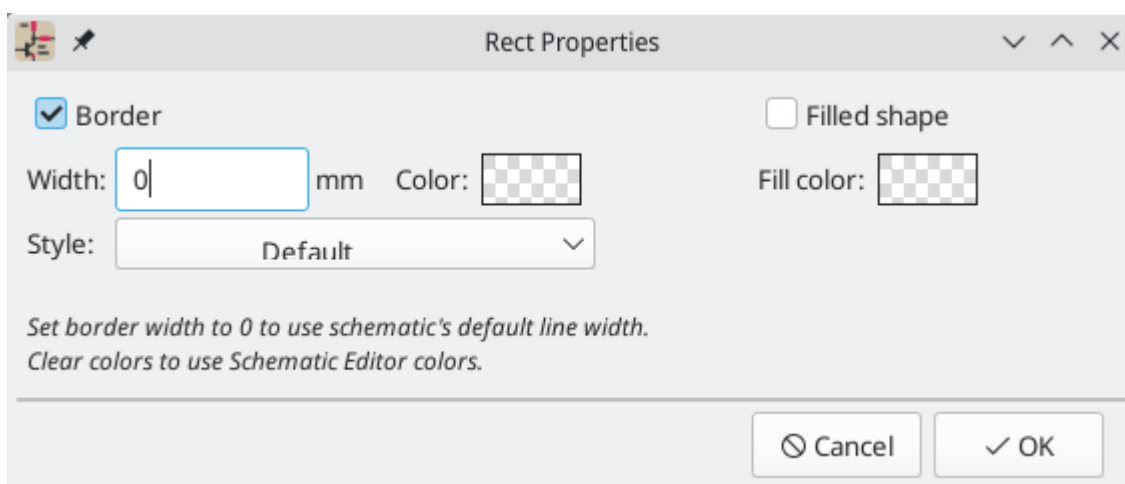 Rect Properties
Border
Filled shape
Width: 0 mm Color:
Fill color:
Style: Default
Set border width to 0 to use schematic's default line width.
Clear colors to use Schematic Editor colors.
Cancel
OK